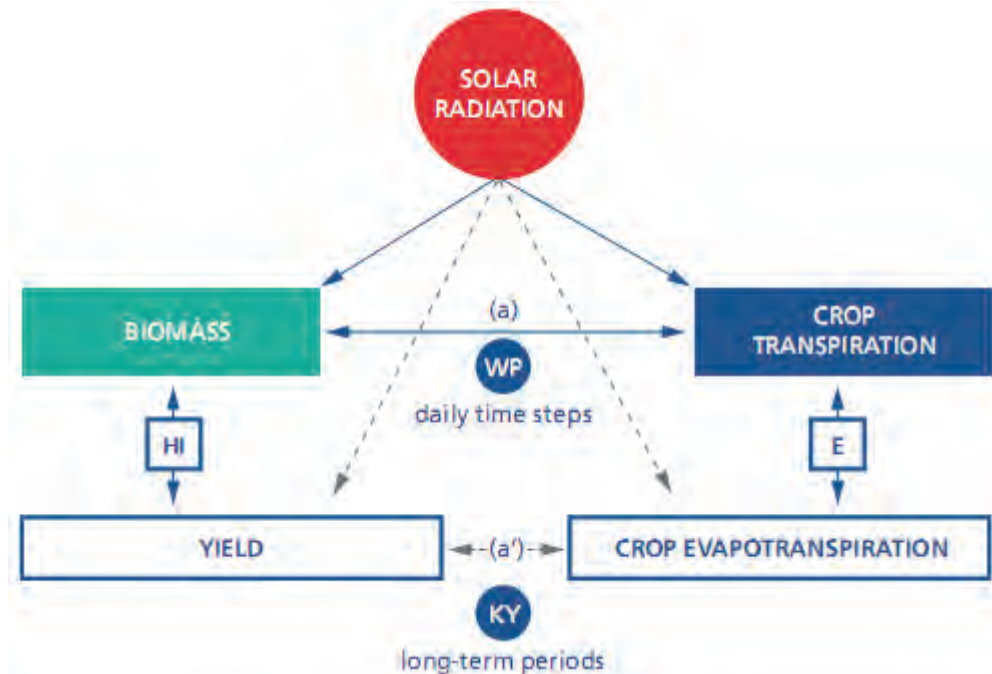 SOLAR
RADIATION
BIOMASS
(a)
CROP
TRANSPIRATION
WP
daily time steps
HI
E
YIELD
(a’)
CROP EVAPOTRANSPIRATION
KY
long-term periods